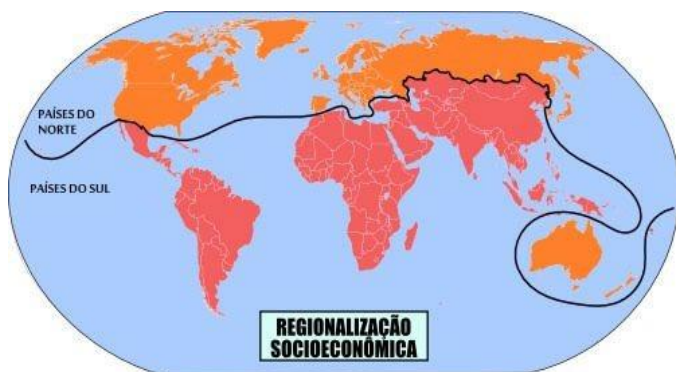 PAÍSES DO
NORTE
PAÍSES DO SUL
REGIONALIZAÇÃO
SOCIOECONÔMICA